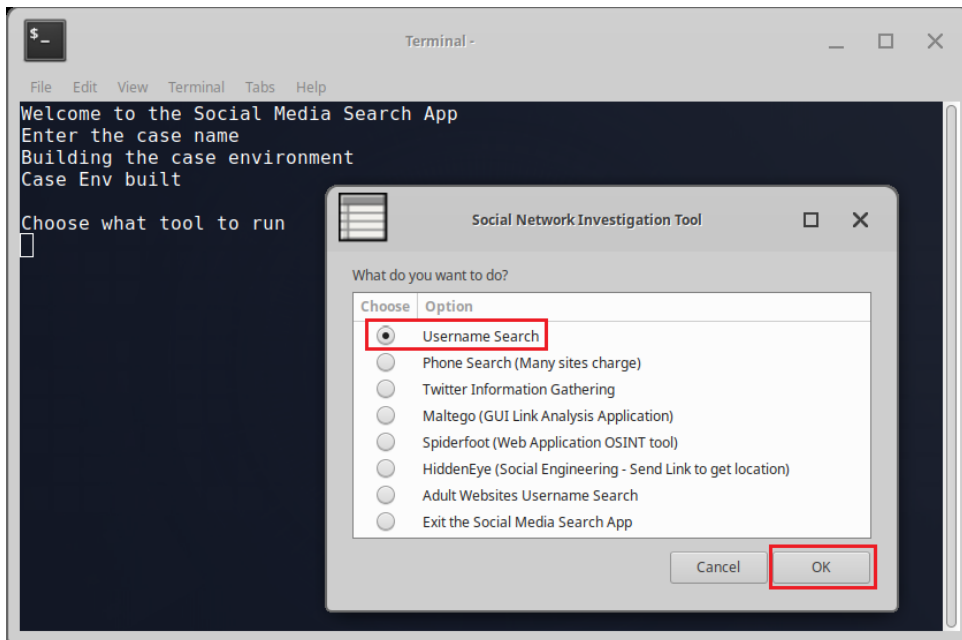 $_
Terminal -
File Edit View Terminal Tabs Help
Welcome to the Social Media Search App
Enter the case name
Building the case environment
Case Env built
Choose what tool to run
Social Network Investigation Tool
What do you want to do?
Choose Option
Username Search
Phone Search (Many sites charge)
Twitter Information Gathering
Maltego (GUI Link Analysis Application)
Spiderfoot (Web Application OSINT tool)
HiddenEye (Social Engineering - Send Link to get location)
Adult Websites Username Search
Exit the Social Media Search App
Cancel OK